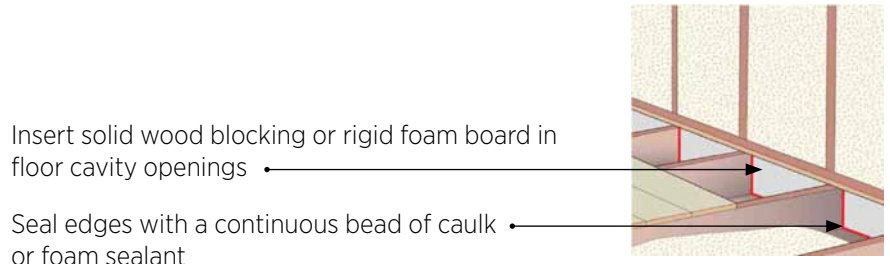 Insert solid wood blocking or rigid foam board in
floor cavity openings
Seal edges with a continuous bead of caulk
or foam sealant